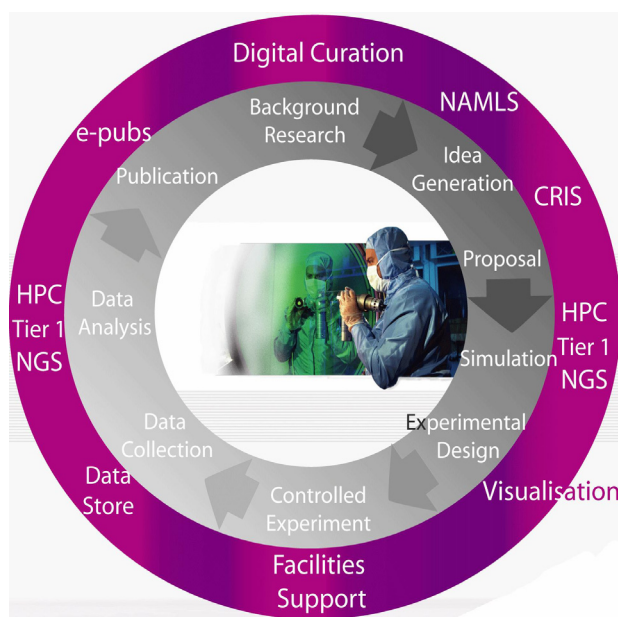 Digital Curation
NAMLS
CRIS
HPC
Tier 1
NGS
Visualisation
Facilities
Support
Data
Store
HPC
Tier 1
NGS
e-pubs
Background
Research
Idea
Generation
Proposal
Simulation
Experimental
Design
Controlled
Experiment
Data
Collection
Data
Analysis
Publication